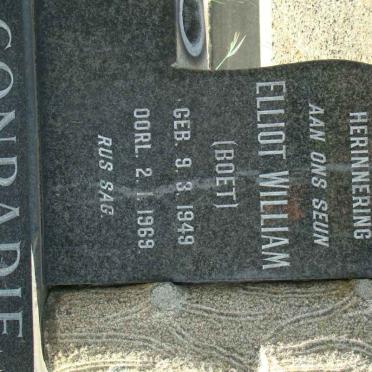 HERINNERING
AAN ONS SEUN
ELLIOT WILLIAM
(BOET)
GEB. 9.3.1949
OORL. 2.1.1969.
RUS SAG.
CONRADIE